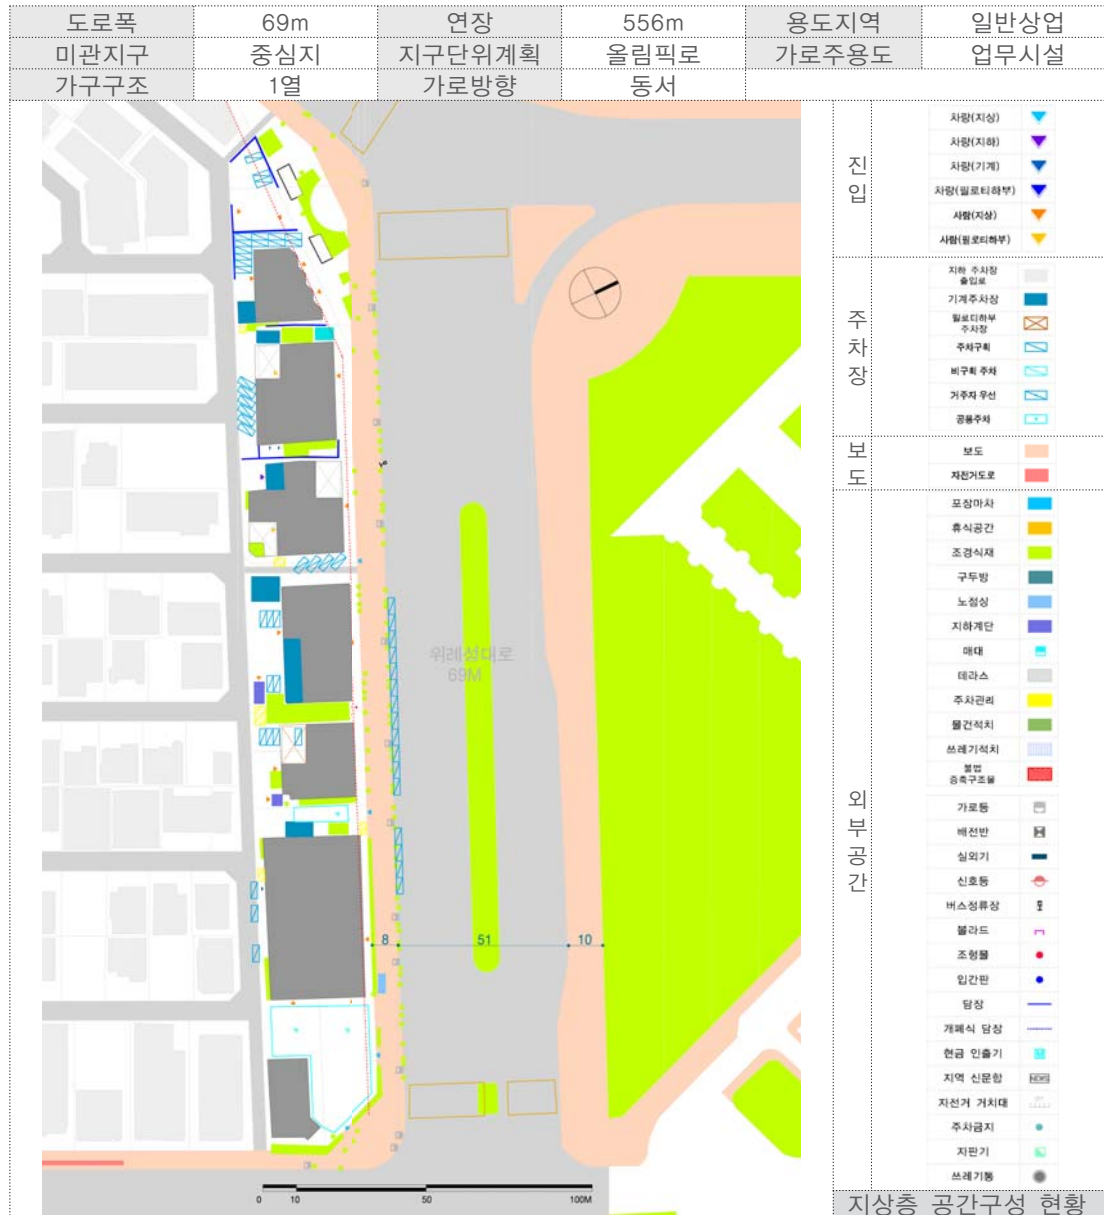 도로폭 69m 연장 556m 용도지역 일반상업
미관지구 중심지 지구단위계획 올림픽로 가로주용도 업무시설
가구구조 1열 가로방향 동서
진입
차량(지상)
차량(지하)
차량(기계)
차량(필로티하부)
사람(지상)
사람(필로티하부)
주차장
지하 주차장
출입로
기계주차장
필로티하부
주차장
주차구획
비구획 주차
거주자 우선
공용주차
보도
보도
자전거도로
외부공간
포장마차
휴식공간
조경식재
구두방
노점상
지하계단
매대
테라스
주차관리
물건적치
쓰레기적치
불법
증축구조물
가로등
배전반
실외기
신호등
버스정류장
볼라드
조형물
입간판
담장
개폐식 담장
현금 인출기
지역 신문함
NEWS
자전거 거치대
주차금지
자판기
쓰레기통
위례성대로
69M
8 51 10
0 10 50 100M
지상층 공간구성 현황